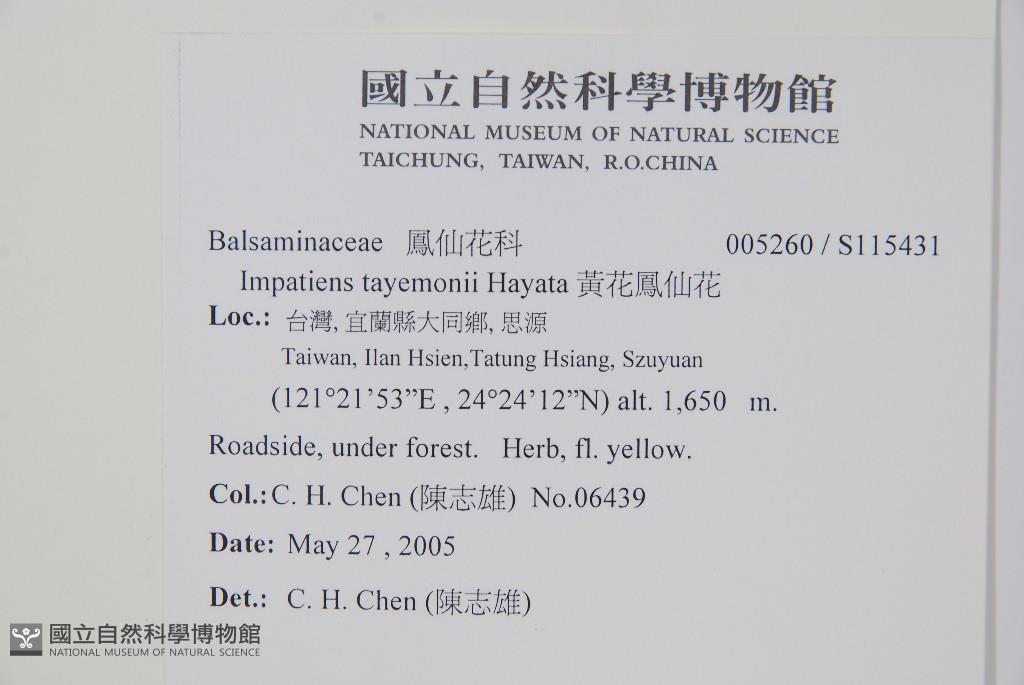 國立自然科學博物館
NATIONAL MUSEUM OF NATURAL SCIENCE
TAICHUNG, TAIWAN, R.O.CHINA
Balsaminaceae 鳳仙花科 005260 / S115431
Impatiens tayemonii Hayata 黃花鳳仙花
Loc.: 台灣, 宜蘭縣大同鄉, 思源
Taiwan, Ilan Hsien,Tatung Hsiang, Szuyuan
(121°21’53”E , 24°24’12”N) alt. 1,650 m.
Roadside, under forest. Herb, fl. yellow.
Col.: C. H. Chen (陳志雄) No.06439
Date: May 27 , 2005
Det.: C. H. Chen (陳志雄)
國立自然科學博物館
NATIONAL MUSEUM OF NATURAL SCIENCE